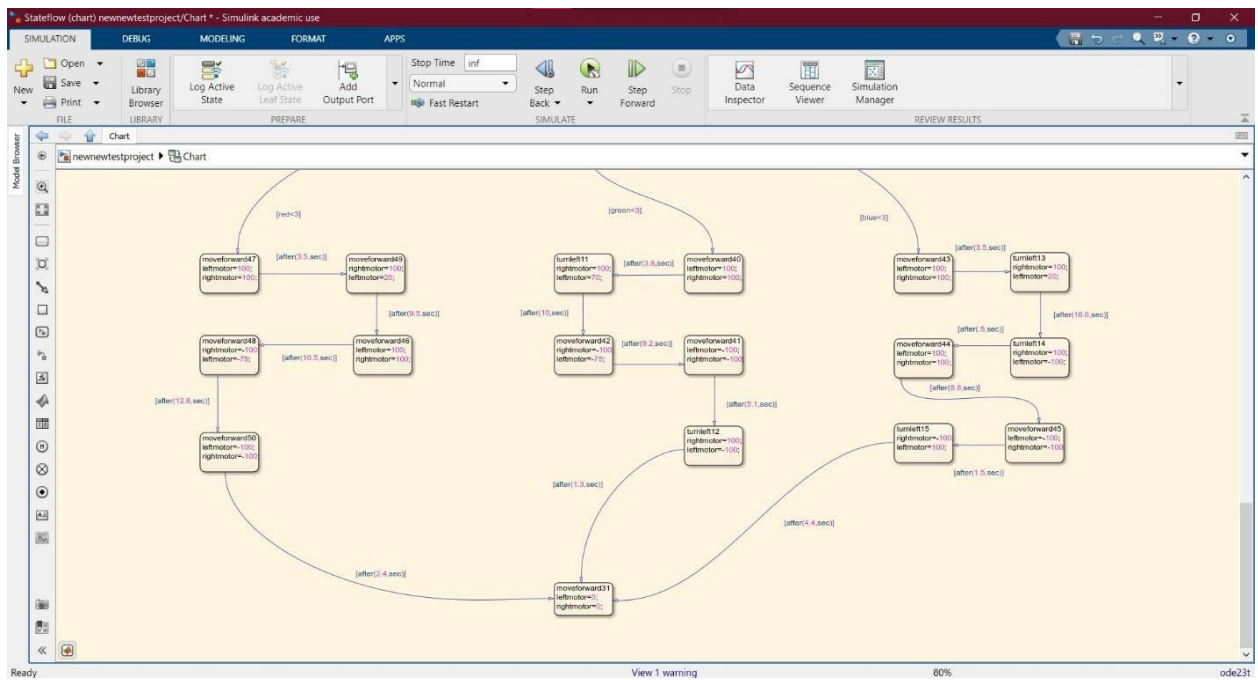 Stateflow (chart) newnewtestproject/Chart * - Simulink academic use
SIMULATION DEBUG MODELING FORMAT APPS
New
Open
Save
Print
FILE
Library Browser
LIBRARY
Log Active State
Log Active Leaf State
Add Output Port
PREPARE
Stop Time inf
Normal
Fast Restart
Step Back
Run
Step Forward
Stop
SIMULATE
Data Inspector
Sequence Viewer
Simulation Manager
REVIEW RESULTS
Model Browser
Chart
newnewtestproject Chart
[red<3]
[green<3]
[blue<3]
moveforward47
leftmotor=100;
rightmotor=100;
[after(3.5,sec)]
moveforward49
rightmotor=100;
leftmotor=20;
[after(9.5,sec)]
moveforward48
rightmotor=-100
leftmotor=-75;
[after(10.5,sec)]
moveforward46
leftmotor=100;
rightmotor=100;
[after(12.6,sec)]
moveforward50
leftmotor=-100;
rightmotor=-100
[after(2.4,sec)]
turnleft11
rightmotor=100;
leftmotor=70;
[after(3.8,sec)]
moveforward40
leftmotor=100;
rightmotor=100;
[after(10,sec)]
moveforward42
rightmotor=-100
leftmotor=-75;
[after(9.2,sec)]
moveforward41
leftmotor=-100;
rightmotor=-100
turnleft12
rightmotor=100;
leftmotor=-100;
[after(1.3,sec)]
moveforward43
leftmotor=100;
rightmotor=100;
[after(3.5,sec)]
turnleft13
rightmotor=100;
leftmotor=20;
[after(16.6,sec)]
moveforward44
leftmotor=100;
rightmotor=100;
[after(.5,sec)]
turnleft14
rightmotor=100;
leftmotor=-100;
turnleft15
rightmotor=-100
leftmotor=100;
moveforward45
leftmotor=-100;
rightmotor=-100
[after(1.5,sec)]
[after(4.4,sec)]
moveforward31
leftmotor=0;
rightmotor=0;
Ready
View 1 warning
80%
ode23t